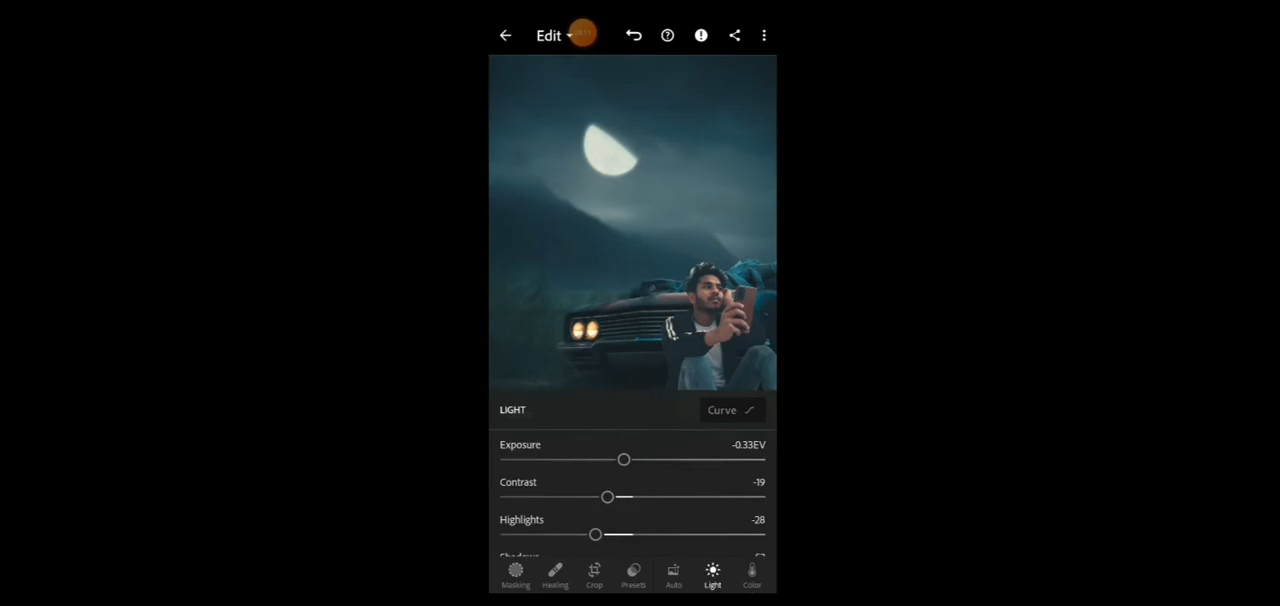 Edit
LIGHT
Curve
Exposure -0.33EV
Contrast -19
Highlights -28
Masking Healing Crop Presets Auto Light Color